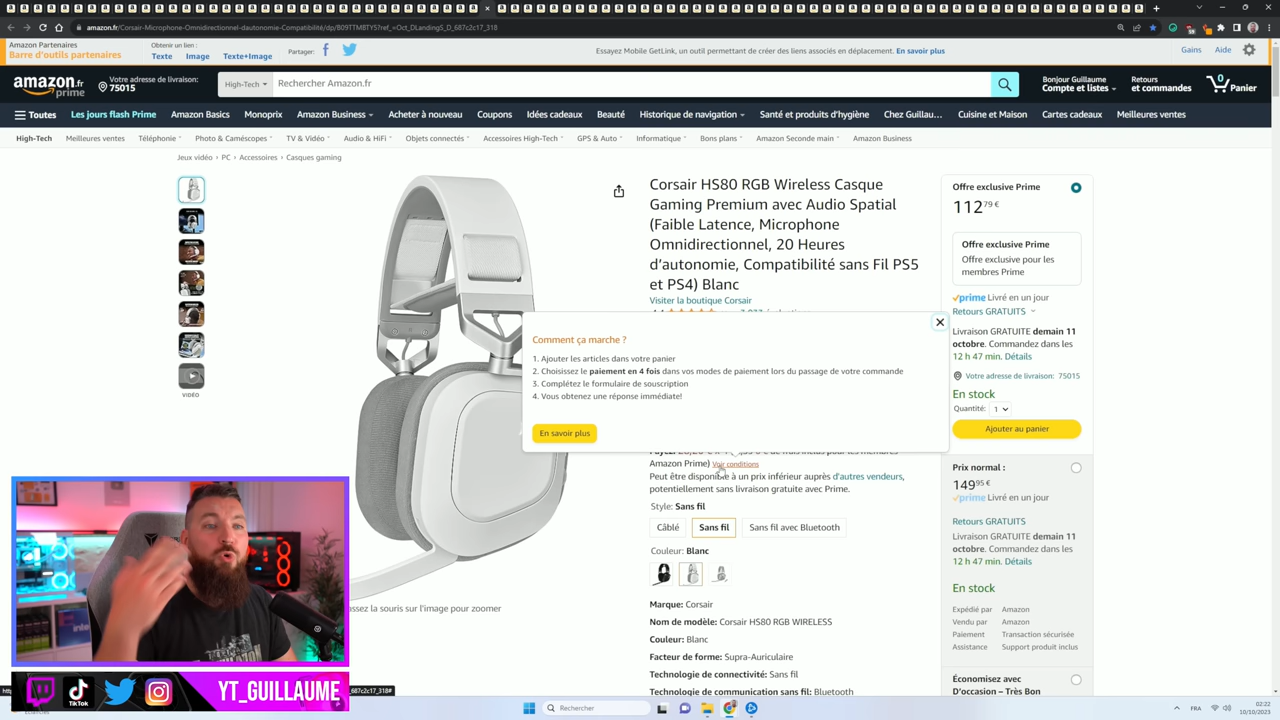 amazon.fr/Corsair-Microphone-Omnidirectionnel-dautonomie-Compatibilité/dp/B09TTMBTY5?ref_=Oct_DLandingS_D_687c2c17_318
Amazon Partenaires
Barre d'outils partenaires
Obtenir un lien :
Texte Image Texte+Image
Partager:
Essayez Mobile GetLink, un outil permettant de créer des liens associés en déplacement. En savoir plus
Gains Aide
amazon.fr
prime
Votre adresse de livraison:
75015
High-Tech
Rechercher Amazon.fr
Bonjour Guillaume
Compte et listes
Retours
et commandes
0
Panier
Toutes Les jours flash Prime Amazon Basics Monoprix Amazon Business Acheter à nouveau Coupons Idées cadeaux Beauté Historique de navigation Santé et produits d'hygiène Chez Guillau... Cuisine et Maison Cartes cadeaux Meilleures ventes
High-Tech Meilleures ventes Téléphonie Photo & Caméscopes TV & Vidéo Audio & HiFi Objets connectés Accessoires High-Tech GPS & Auto Informatique Bons plans Amazon Seconde main Amazon Business
Jeux vidéo › PC › Accessoires › Casques gaming
VIDÉO
Corsair HS80 RGB Wireless Casque
Gaming Premium avec Audio Spatial
(Faible Latence, Microphone
Omnidirectionnel, 20 Heures
d’autonomie, Compatibilité sans Fil PS5
et PS4) Blanc
Visiter la boutique Corsair
Comment ça marche ?
1. Ajouter les articles dans votre panier
2. Choisissez le paiement en 4 fois dans vos modes de paiement lors du passage de votre commande
3. Complétez le formulaire de souscription
4. Vous obtenez une réponse immédiate!
En savoir plus
Amazon Prime) Voir conditions
Peut être disponible à un prix inférieur auprès d'autres vendeurs,
potentiellement sans livraison gratuite avec Prime.
Style: Sans fil
Câblé Sans fil Sans fil avec Bluetooth
Couleur: Blanc
Marque: Corsair
Nom de modèle: Corsair HS80 RGB WIRELESS
Couleur: Blanc
Facteur de forme: Supra-Auriculaire
Technologie de connectivité: Sans fil
Technologie de communication sans fil: Bluetooth
ssez la souris sur l'image pour zoomer
Offre exclusive Prime
112 79 €
Offre exclusive Prime
Offre exclusive pour les
membres Prime
prime Livré en un jour
Retours GRATUITS
Livraison GRATUITE demain 11
octobre. Commandez dans les
12 h 47 min. Détails
Votre adresse de livraison: 75015
En stock
Quantité: 1
Ajouter au panier
Prix normal :
149 95 €
prime Livré en un jour
Retours GRATUITS
Livraison GRATUITE demain 11
octobre. Commandez dans les
12 h 47 min. Détails
En stock
Expédié par Amazon
Vendu par Amazon
Paiement Transaction sécurisée
Assistance Support produit inclus
Économisez avec
D'occasion – Très Bon
intel
TikTok
YT_GUILLAUME
_687c2c17_318#
Rechercher
FRA
02:22
10/10/2023